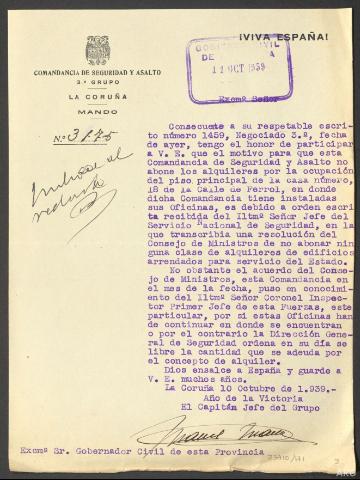 ¡VIVA ESPAÑA!
COMANDANCIA DE SEGURIDAD Y ASALTO
3.º GRUPO
LA CORUÑA
MANDO
N.º 3175
GOBIERNO CIVIL
DE
11 OCT 1939
Excmº Señor
Consecuente a su respetable escri-
to número 1459, Negociado 3.º, fecha
de ayer, tengo el honor de participar
a V. E. que el motivo para que esta
Comandancia de Seguridad y Asalto no
abone los alquileres por la ocupación
del piso principal de la casa número,
18 de la Calle de Ferrol, en donde
dicha Comandancia tiene instaladas
sus Oficinas, es debido a orden escri-
ta recibida del Iltmº Señor Jefe del
Servicio Nacional de Seguridad, en la
que transcribía una resolución del
Consejo de Ministros de no abonar nin-
guna clase de alquileres de edificios
arrendados para servicio del Estado.
No obstante el acuerdo del Conse-
jo de Ministros, esta Comandancia en
el mes de la fecha, puso en conocimien-
to del Iltmº Señor Coronel Inspec-
tor Primer Jefe de esta Fuerzas, este
particular, por si estas Oficinas han
de continuar en donde se encuentran
o por el contrario la Dirección Gene-
ral de Seguridad ordena en su día se
libre la cantidad que se adeuda por
el concepto de alquiler.
Dios ensalce a España y guarde a
V. E. muchos años.
La Coruña 10 Octubre de 1.939.-
Año de la Victoria
El Capitán Jefe del Grupo
Excmº Sr. Gobernador Civil de esta Provincia